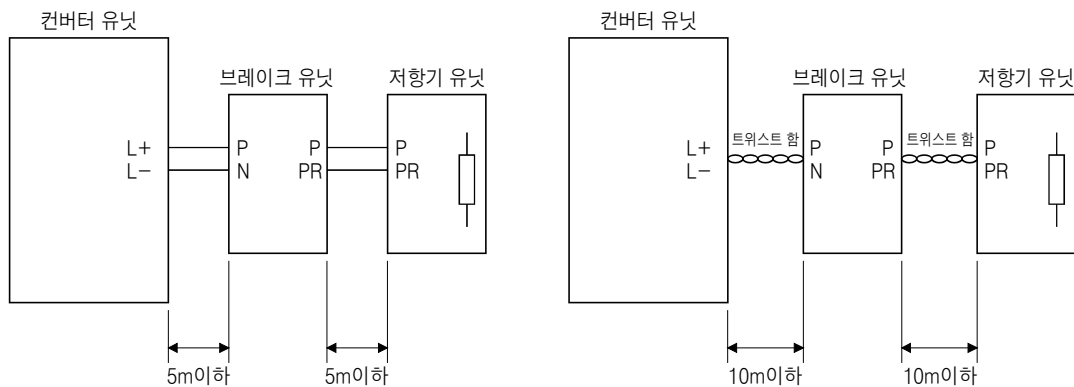 컨버터 유닛
브레이크 유닛
저항기 유닛
L+
L−
P
N
P
PR
P
PR
5m이하
5m이하
컨버터 유닛
브레이크 유닛
저항기 유닛
트위스트 함
트위스트 함
L+
L−
P
N
P
PR
P
PR
10m이하
10m이하